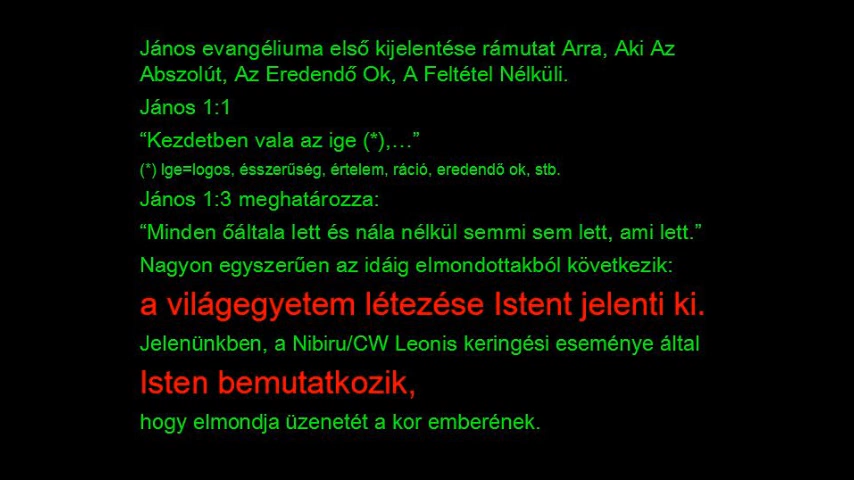 János evangéliuma első kijelentése rámutat Arra, Aki Az
Abszolút, Az Eredendő Ok, A Feltétel Nélküli.
János 1:1
“Kezdetben vala az ige (*),…”
(*) Ige=logos, ésszerűség, értelem, ráció, eredendő ok, stb.
János 1:3 meghatározza:
“Minden őáltala lett és nála nélkül semmi sem lett, ami lett.”
Nagyon egyszerűen az idáig elmondottakból következik:
a világegyetem létezése Istent jelenti ki.
Jelenünkben, a Nibiru/CW Leonis keringési eseménye által
Isten bemutatkozik,
hogy elmondja üzenetét a kor emberének.